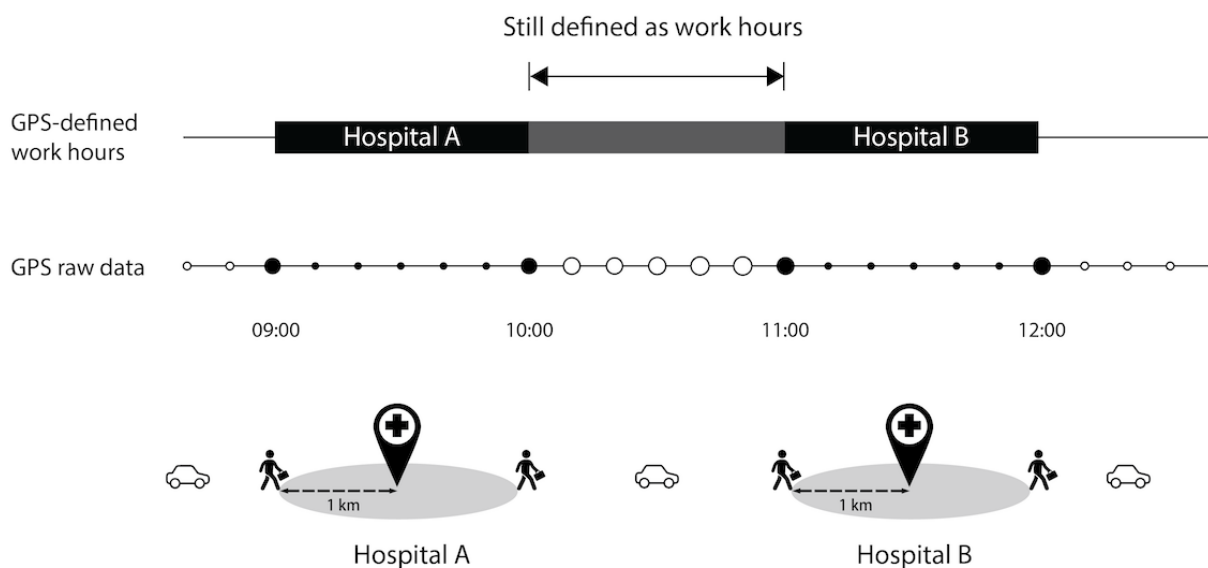 Still defined as work hours
GPS-defined
work hours
Hospital A
Hospital B
GPS raw data
09:00
10:00
11:00
12:00
1 km
1 km
Hospital A
Hospital B